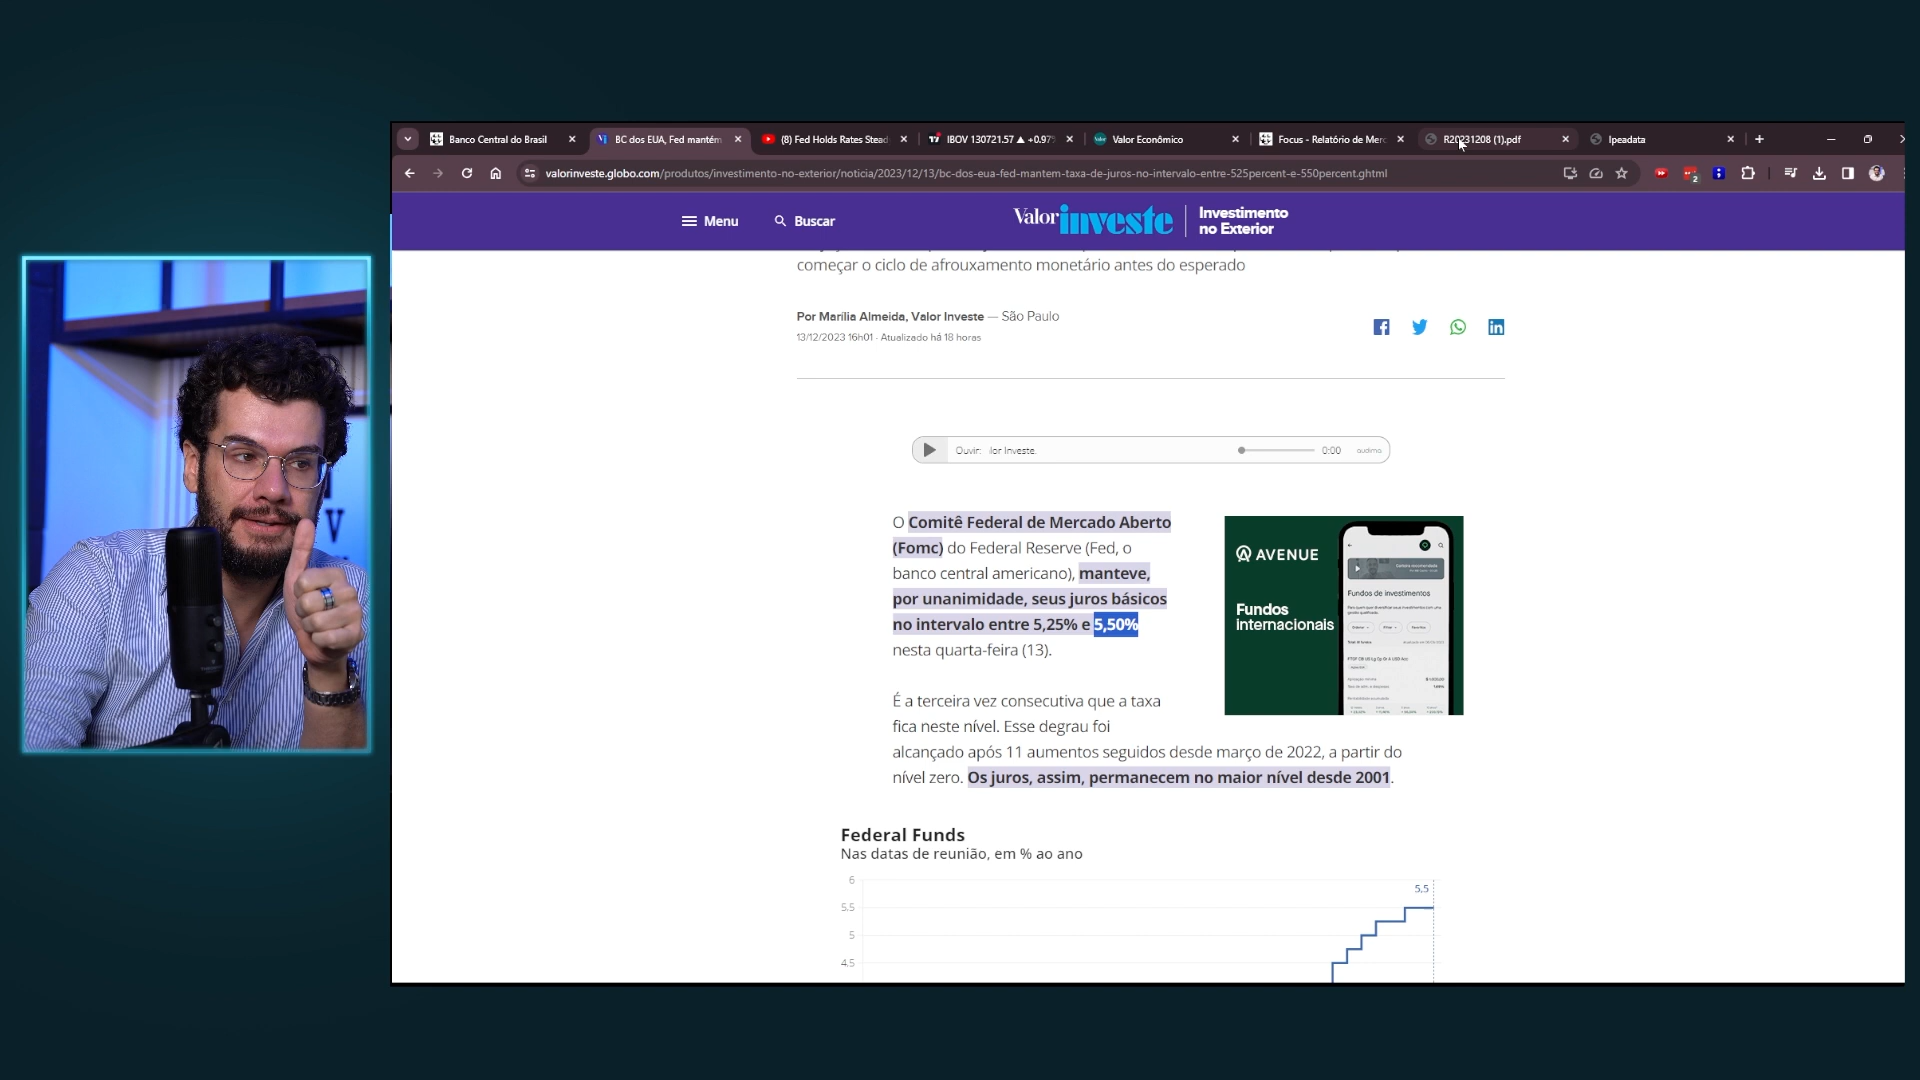 Banco Central do Brasil
BC dos EUA, Fed mantém
(8) Fed Holds Rates Stead
IBOV 130721.57 ▲ +0.97
Valor Econômico
Focus - Relatório de Merc
R20231208 (1).pdf
Ipeadata
valorinveste.globo.com/produtos/investimento-no-exterior/noticia/2023/12/13/bc-dos-eua-fed-mantem-taxa-de-juros-no-intervalo-entre-525percent-e-550percent.ghtml
2
Menu
Buscar
Valor investe
Investimento
no Exterior
começar o ciclo de afrouxamento monetário antes do esperado
Por Marília Almeida, Valor Investe — São Paulo
13/12/2023 16h01 · Atualizado há 18 horas
Ouvir: lor Investe. 0:00 audima
O Comitê Federal de Mercado Aberto
(Fomc) do Federal Reserve (Fed, o
banco central americano), manteve,
por unanimidade, seus juros básicos
no intervalo entre 5,25% e 5,50%
nesta quarta-feira (13).
AVENUE
Fundos
internacionais
Fundos de investimentos
É a terceira vez consecutiva que a taxa
fica neste nível. Esse degrau foi
alcançado após 11 aumentos seguidos desde março de 2022, a partir do
nível zero. Os juros, assim, permanecem no maior nível desde 2001.
Federal Funds
Nas datas de reunião, em % ao ano
6
5,5
5.5
5
4.5
V